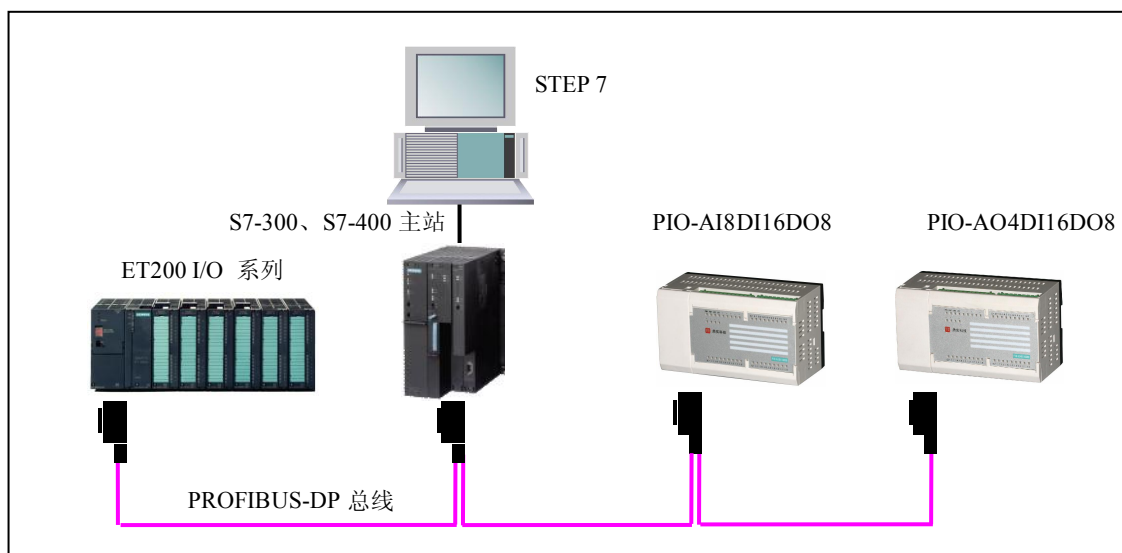 STEP 7
S7-300、S7-400 主站
PIO-AI8DI16DO8
PIO-AO4DI16DO8
ET200 I/O 系列
PROFIBUS-DP 总线